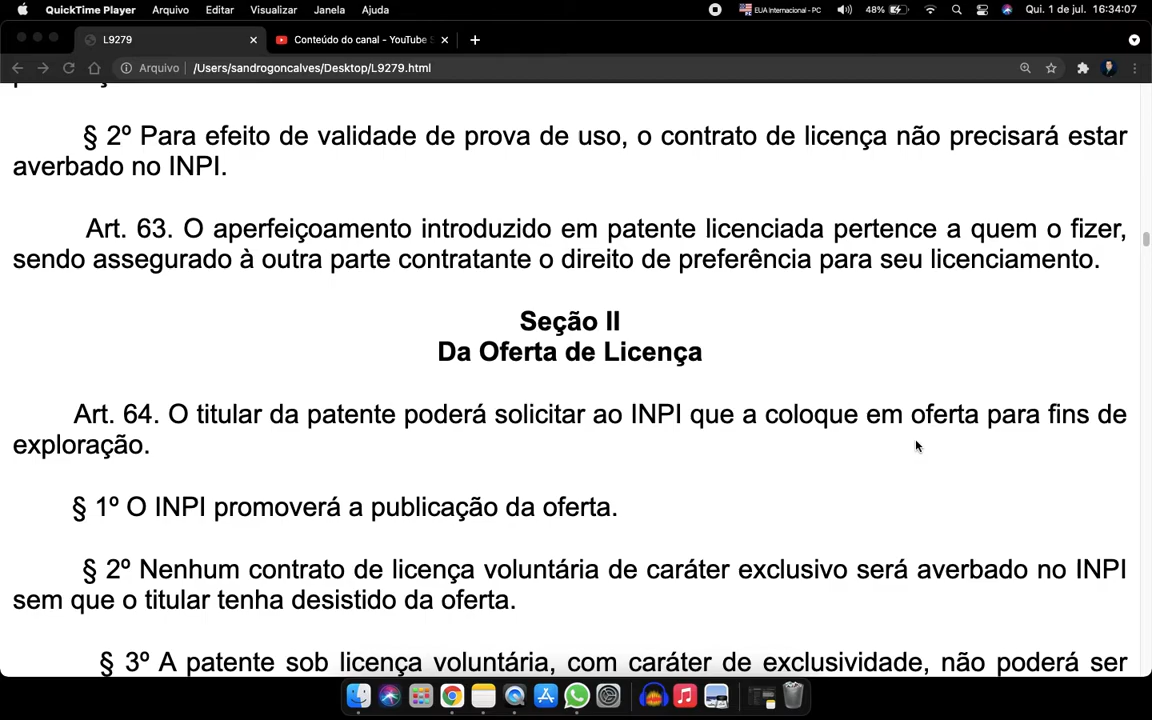 QuickTime Player Arquivo Editar Visualizar Janela Ajuda EUA Internacional - PC 48% Qui. 1 de jul. 16:34:07
L9279 Conteúdo do canal - YouTube
Arquivo /Users/sandrogoncalves/Desktop/L9279.html
§ 2º Para efeito de validade de prova de uso, o contrato de licença não precisará estar
averbado no INPI.
Art. 63. O aperfeiçoamento introduzido em patente licenciada pertence a quem o fizer,
sendo assegurado à outra parte contratante o direito de preferência para seu licenciamento.
Seção II
Da Oferta de Licença
Art. 64. O titular da patente poderá solicitar ao INPI que a coloque em oferta para fins de
exploração.
§ 1º O INPI promoverá a publicação da oferta.
§ 2º Nenhum contrato de licença voluntária de caráter exclusivo será averbado no INPI
sem que o titular tenha desistido da oferta.
§ 3º A patente sob licença voluntária, com caráter de exclusividade, não poderá ser